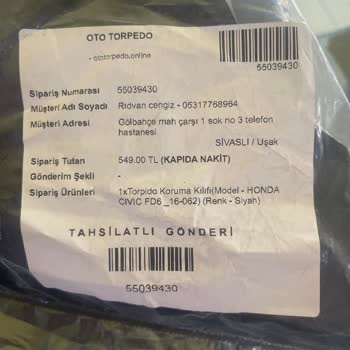 OTO TORPEDO
- ototorpedo.online
55039430
Sipariş Numarası 55039430
Müşteri Adı Soyadı Rıdvan cengiz - 05317768964
Müşteri Adresi Gölbahçe mah çarşı 1 sok no 3 telefon
hastanesi
SİVASLI / Uşak
Sipariş Tutarı 549.00 TL (KAPIDA NAKİT)
Gönderim Şekli -
Sipariş Ürünleri 1xTorpido Koruma Kılıfı(Model - HONDA
CIVIC FD6 _16-062) (Renk - Siyah)
TAHSİLATLI GÖNDERİ
55039430